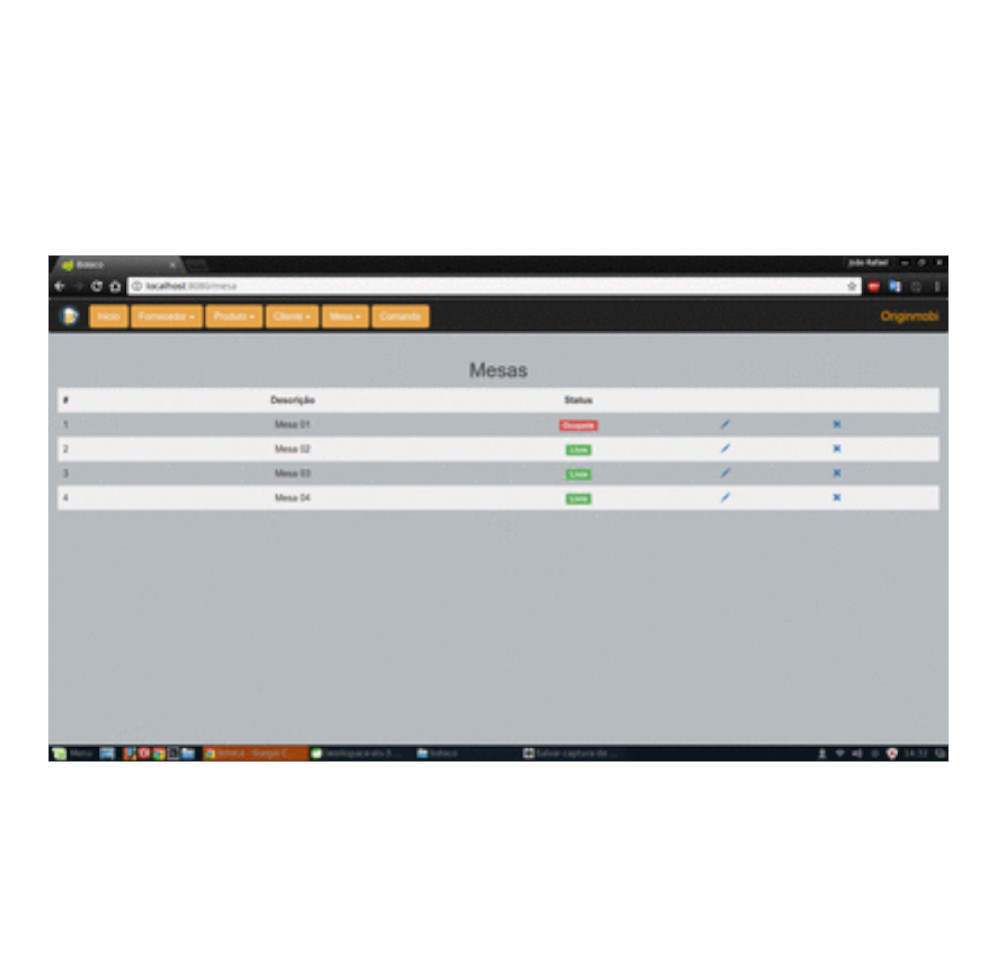 Boteco
João Rafael
localhost:8080/mesa
Início Fornecedor Produto Cliente Mesa Comanda Originmobi
Mesas
# Descrição Status
1 Mesa 01 Ocupada
2 Mesa 02 Livre
3 Mesa 03 Livre
4 Mesa 04 Livre
Menu boteco - Google C... boteco Salvar captura de ... 14:32